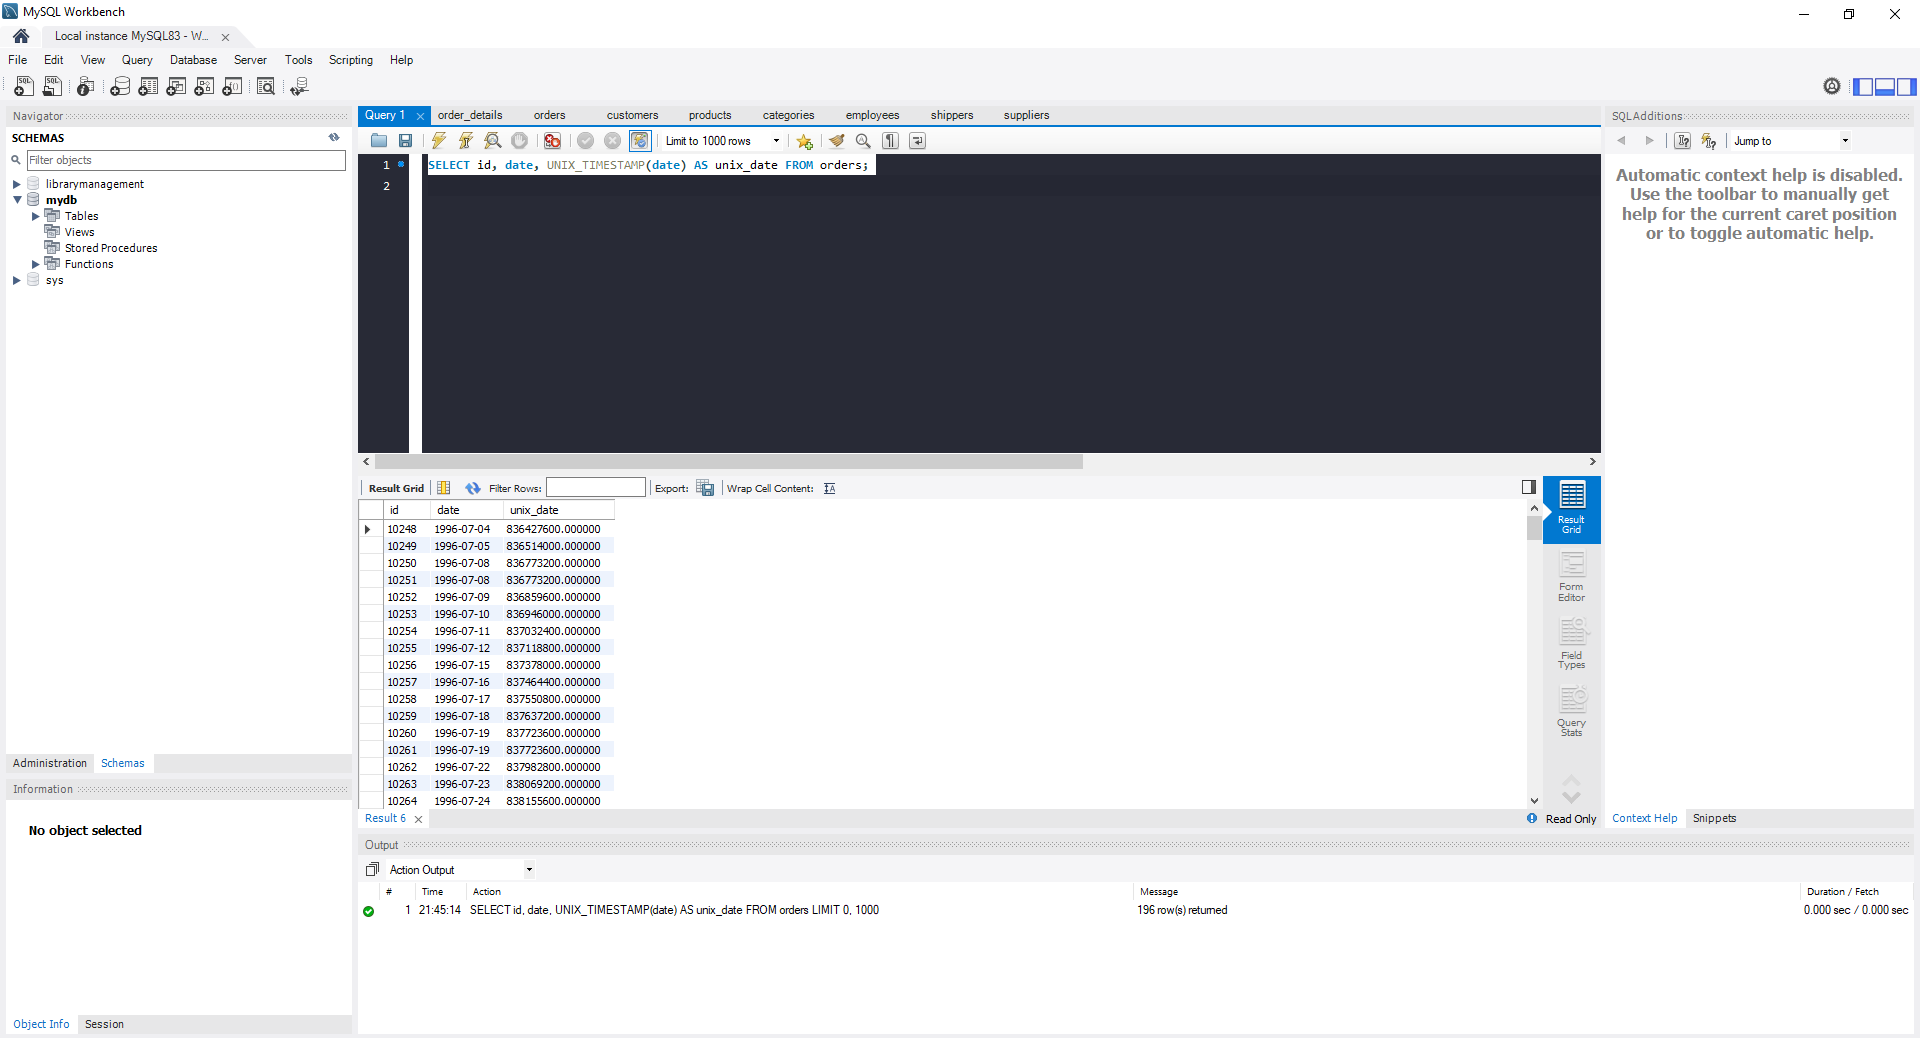 MySQL Workbench
Local instance MySQL83 - W...
File Edit View Query Database Server Tools Scripting Help
Navigator
SCHEMAS
Filter objects
librarymanagement
mydb
Tables
Views
Stored Procedures
Functions
sys
Administration Schemas
Information
No object selected
Object Info Session
Query 1 order_details orders customers products categories employees shippers suppliers
Limit to 1000 rows
1 SELECT id, date, UNIX_TIMESTAMP(date) AS unix_date FROM orders;
2
Result Grid Filter Rows: Export: Wrap Cell Content:
id date unix_date
10248 1996-07-04 836427600.000000
10249 1996-07-05 836514000.000000
10250 1996-07-08 836773200.000000
10251 1996-07-08 836773200.000000
10252 1996-07-09 836859600.000000
10253 1996-07-10 836946000.000000
10254 1996-07-11 837032400.000000
10255 1996-07-12 837118800.000000
10256 1996-07-15 837378000.000000
10257 1996-07-16 837464400.000000
10258 1996-07-17 837550800.000000
10259 1996-07-18 837637200.000000
10260 1996-07-19 837723600.000000
10261 1996-07-19 837723600.000000
10262 1996-07-22 837982800.000000
10263 1996-07-23 838069200.000000
10264 1996-07-24 838155600.000000
Result
Grid
Form
Editor
Field
Types
Query
Stats
Result 6
Read Only
SQLAdditions
Jump to
Automatic context help is disabled.
Use the toolbar to manually get
help for the current caret position
or to toggle automatic help.
Context Help Snippets
Output
Action Output
# Time Action Message Duration / Fetch
1 21:45:14 SELECT id, date, UNIX_TIMESTAMP(date) AS unix_date FROM orders LIMIT 0, 1000 196 row(s) returned 0.000 sec / 0.000 sec